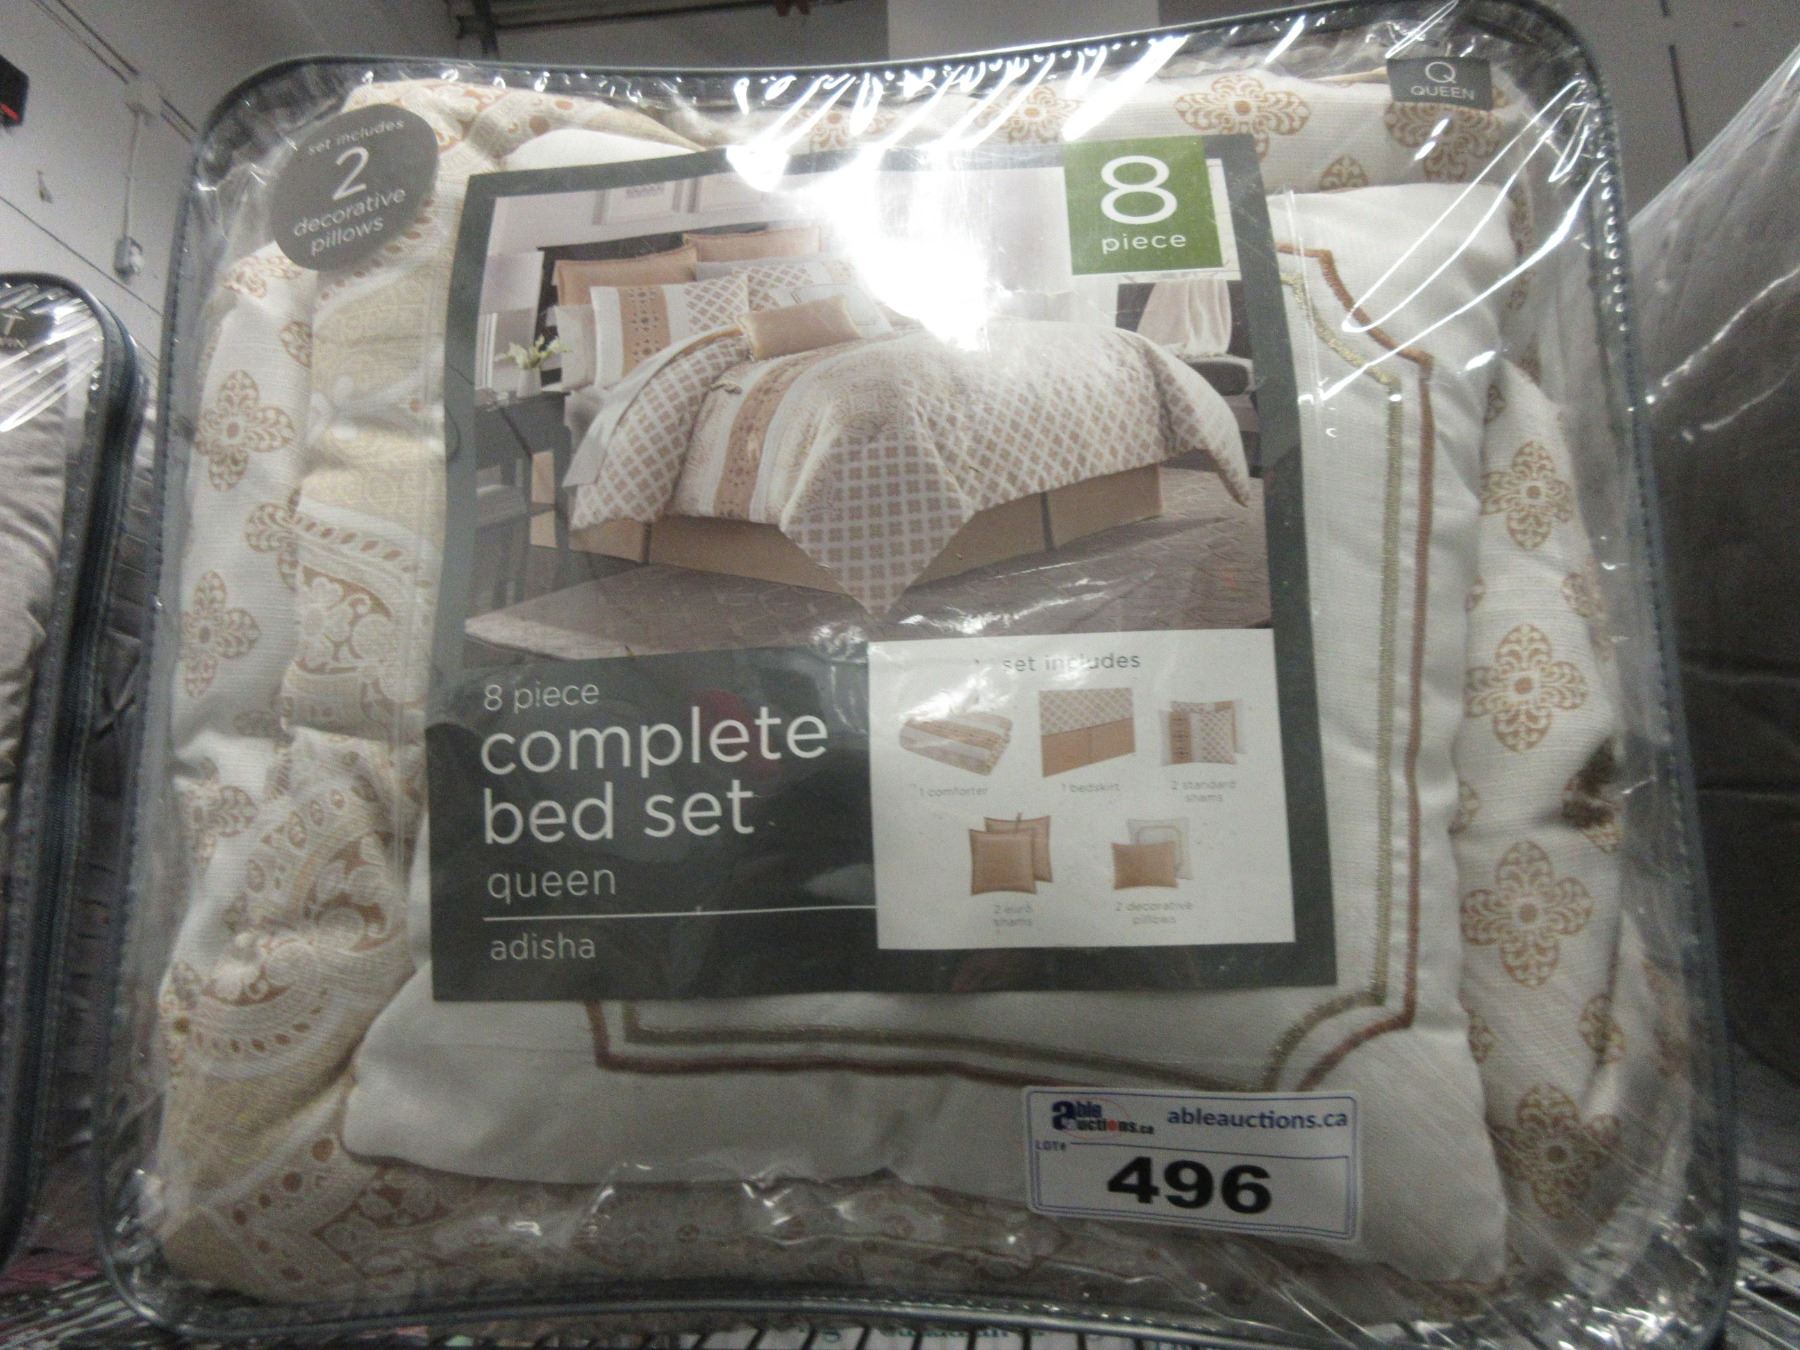 Q
QUEEN
set includes
2
decorative
pillows
8
piece
8 piece
complete
bed set
queen
adisha
set includes
1 comforter
1 bedskirt
2 standard
shams
2 euro
shams
2 decorative
pillows
able
auctions.ca
ableauctions.ca
LOT#
496